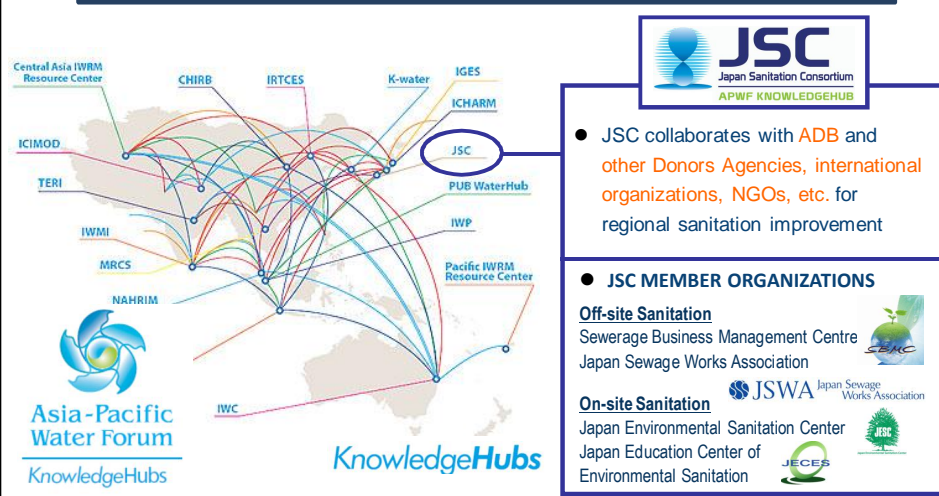 Central Asia IWRM
Resource Center
CHIRB
IRTCES
K-water
IGES
ICHARM
ICIMOD
JSC
TERI
PUB WaterHub
IWP
IWMI
MRCS
Pacific IWRM
Resource Center
NAHRIM
IWC
Asia-Pacific
Water Forum
KnowledgeHubs
KnowledgeHubs
JSC
Japan Sanitation Consortium
APWF KNOWLEDGEHUB
● JSC collaborates with ADB and
other Donors Agencies, international
organizations, NGOs, etc. for
regional sanitation improvement
● JSC MEMBER ORGANIZATIONS
Off-site Sanitation
Sewerage Business Management Centre
SBMC
Japan Sewage Works Association
JSWA Japan Sewage
Works Association
On-site Sanitation
Japan Environmental Sanitation Center
JESC
Japan Education Center of
Environmental Sanitation
JECES